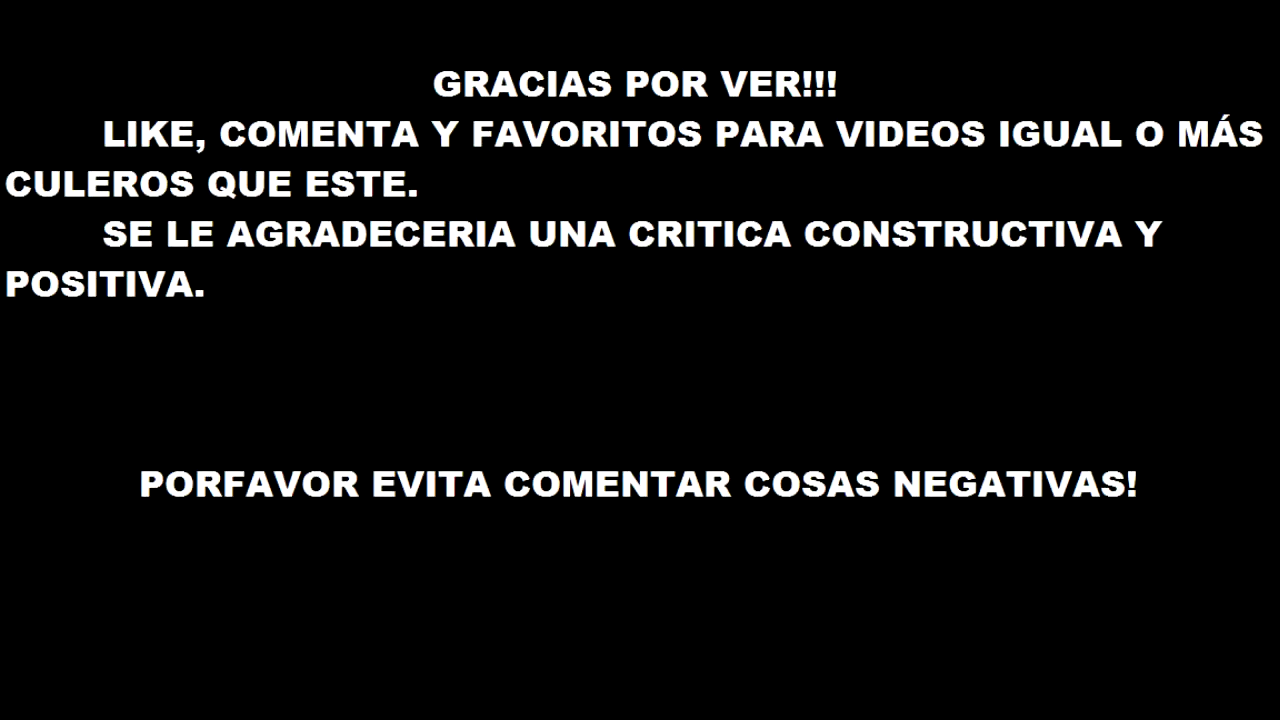 GRACIAS POR VER!!!
LIKE, COMENTA Y FAVORITOS PARA VIDEOS IGUAL O MÁS
CULEROS QUE ESTE.
SE LE AGRADECERIA UNA CRITICA CONSTRUCTIVA Y
POSITIVA.
PORFAVOR EVITA COMENTAR COSAS NEGATIVAS!